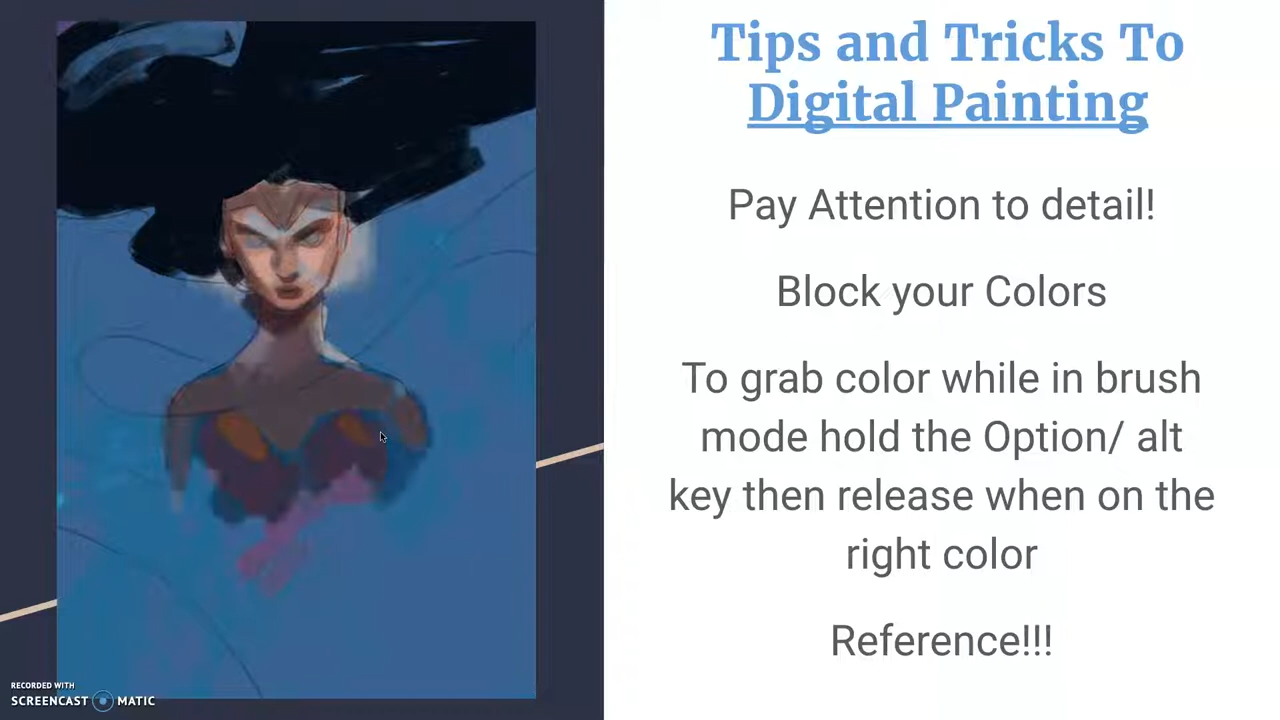 Tips and Tricks To
Digital Painting
Pay Attention to detail!
Block your Colors
To grab color while in brush
mode hold the Option/ alt
key then release when on the
right color
Reference!!!
RECORDED WITH
SCREENCAST MATIC